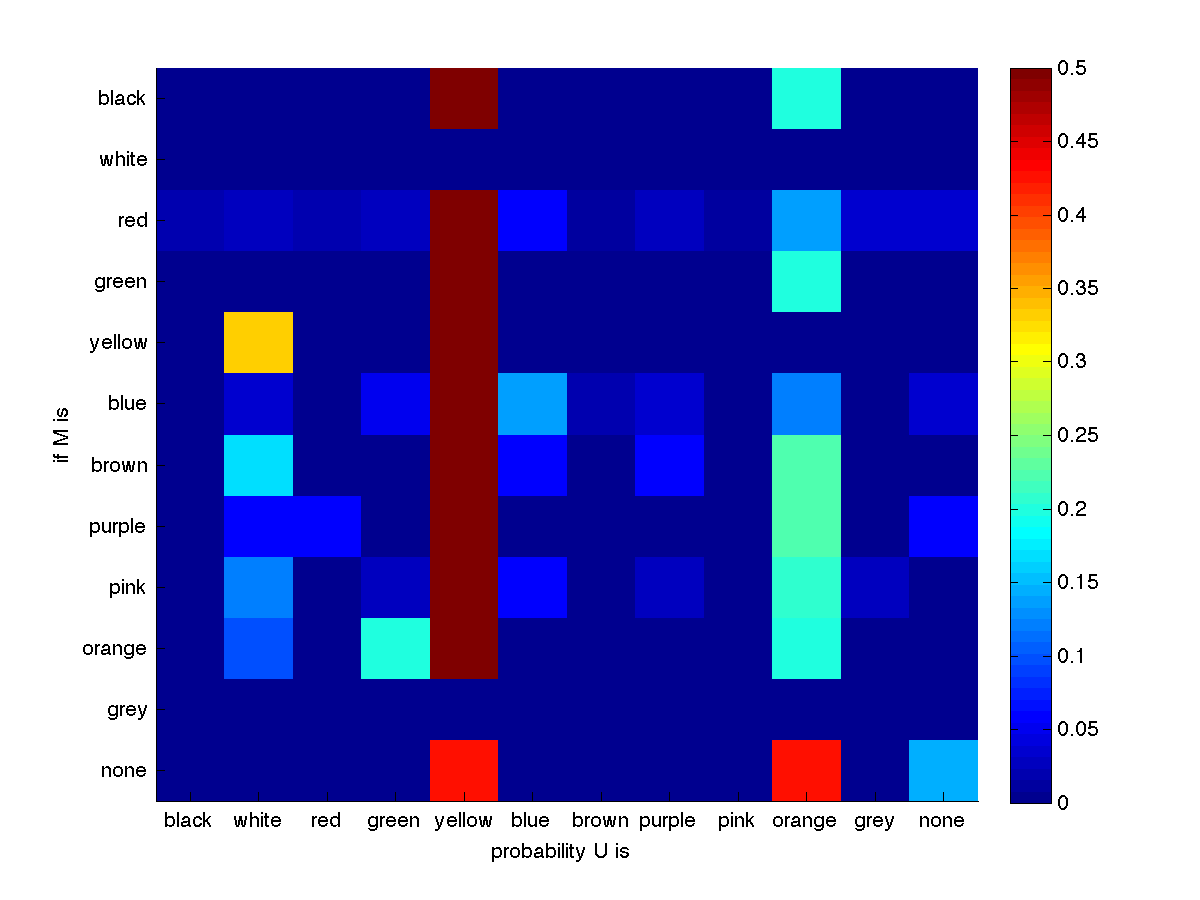 black
white
red
green
yellow
blue
brown
purple
pink
orange
grey
none
if M is
black white red green yellow blue brown purple pink orange grey none
probability U is
0.5
0.45
0.4
0.35
0.3
0.25
0.2
0.15
0.1
0.05
0